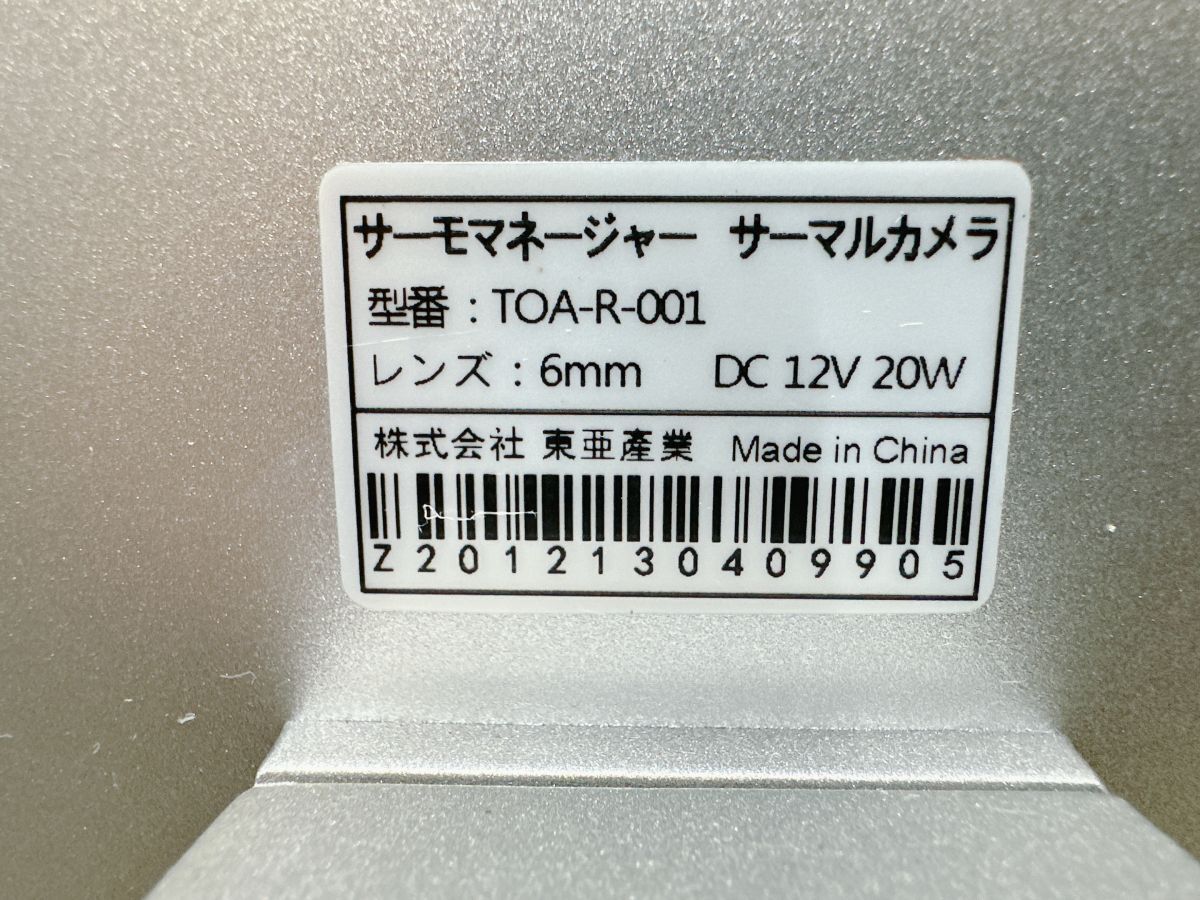 サーモマネージャー サーマルカメラ
型番：TOA-R-001
レンズ：6mm DC 12V 20W
株式会社 東亜産業 Made in China
Z2012130409905